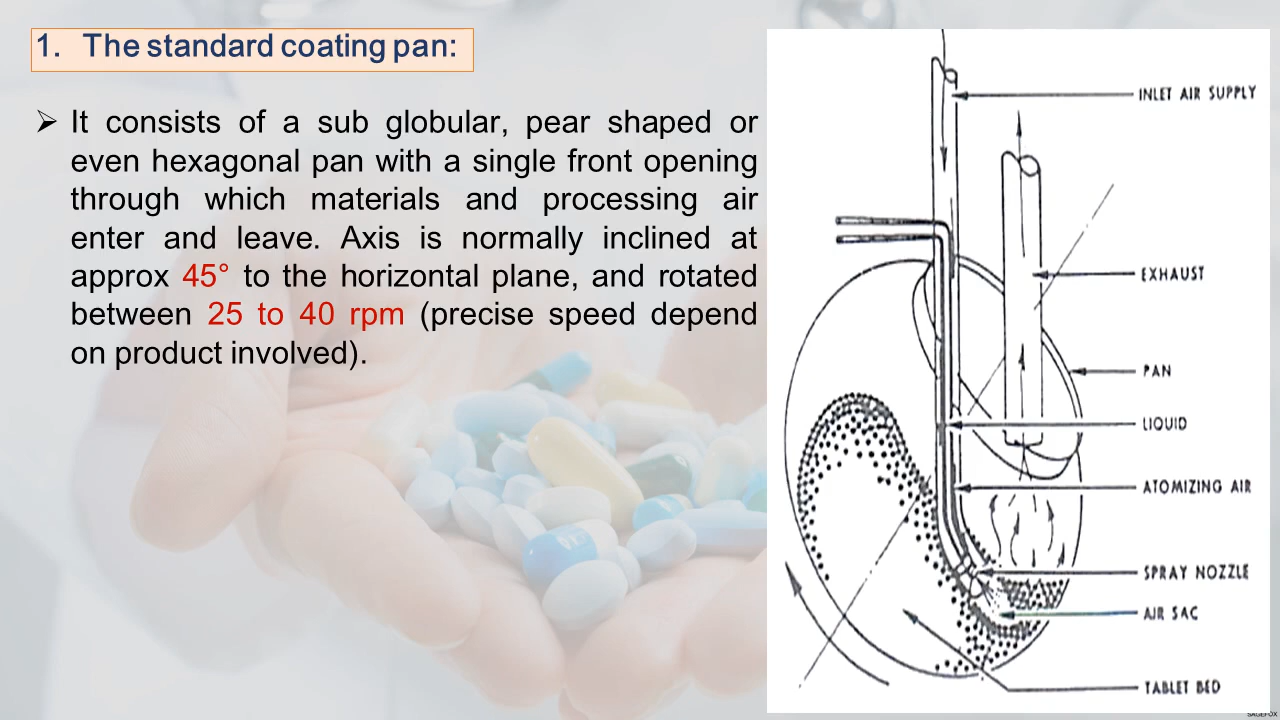 1. The standard coating pan:
➢ It consists of a sub globular, pear shaped or
even hexagonal pan with a single front opening
through which materials and processing air
enter and leave. Axis is normally inclined at
approx 45° to the horizontal plane, and rotated
between 25 to 40 rpm (precise speed depend
on product involved).
INLET AIR SUPPLY
EXHAUST
PAN
LIQUID
ATOMIZING AIR
SPRAY NOZZLE
AIR SAC
TABLET BED